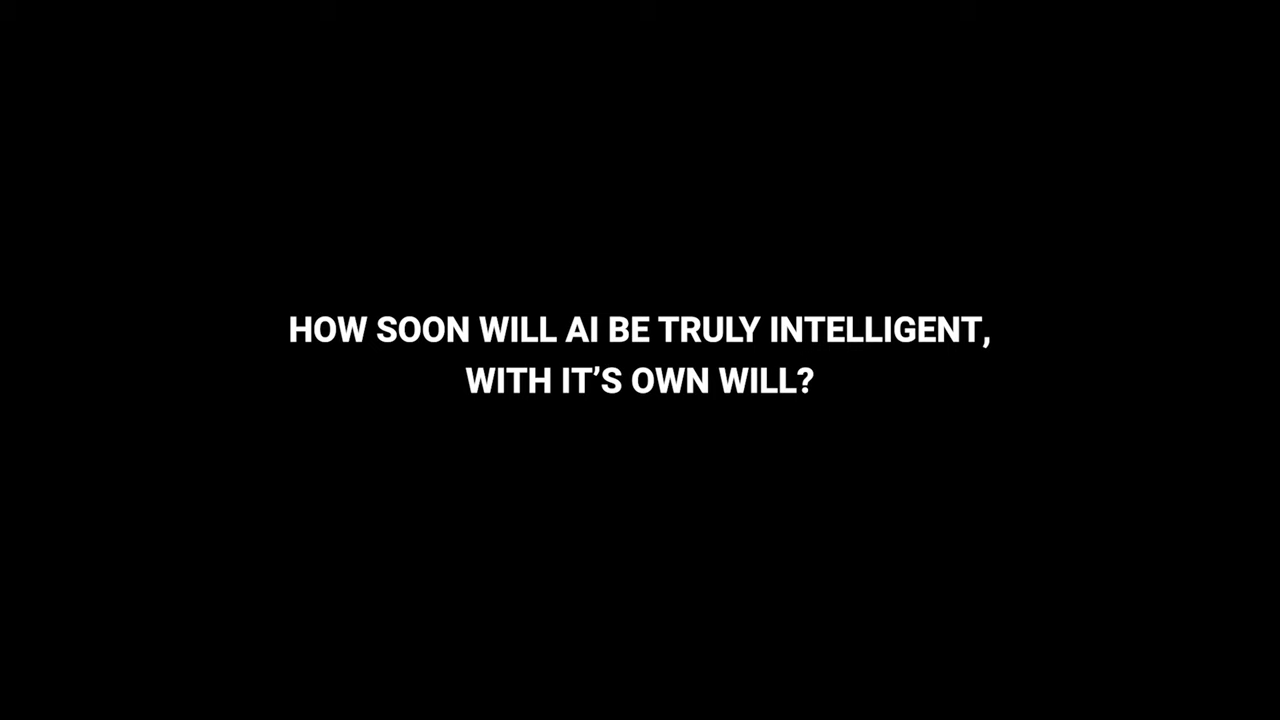 HOW SOON WILL AI BE TRULY INTELLIGENT,
WITH IT’S OWN WILL?